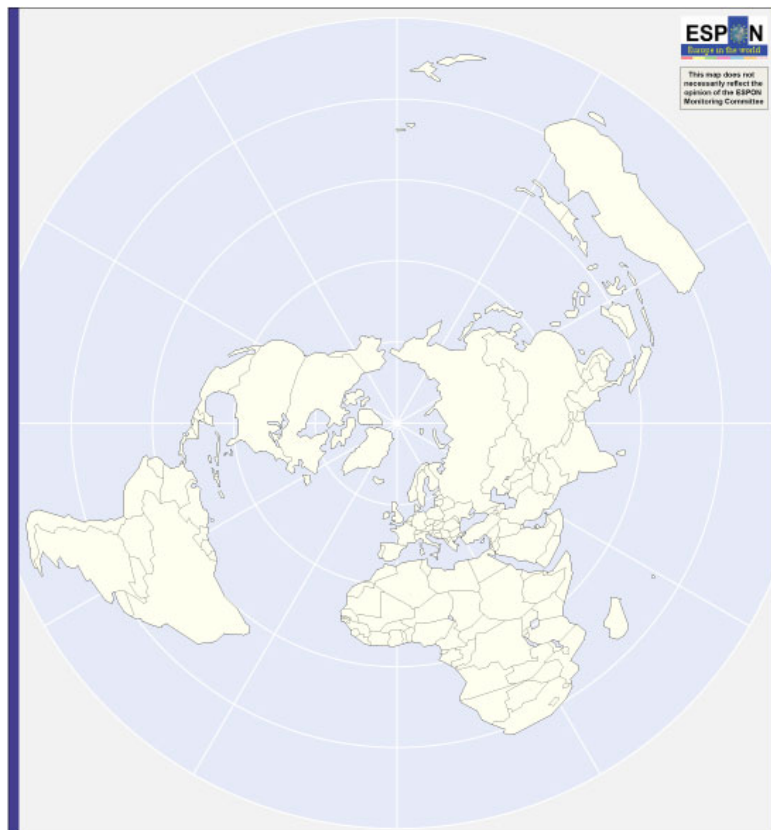 ESPON
Europe in the world
This map does not
necessarily reflect the
opinion of the ESPON
Monitoring Committee